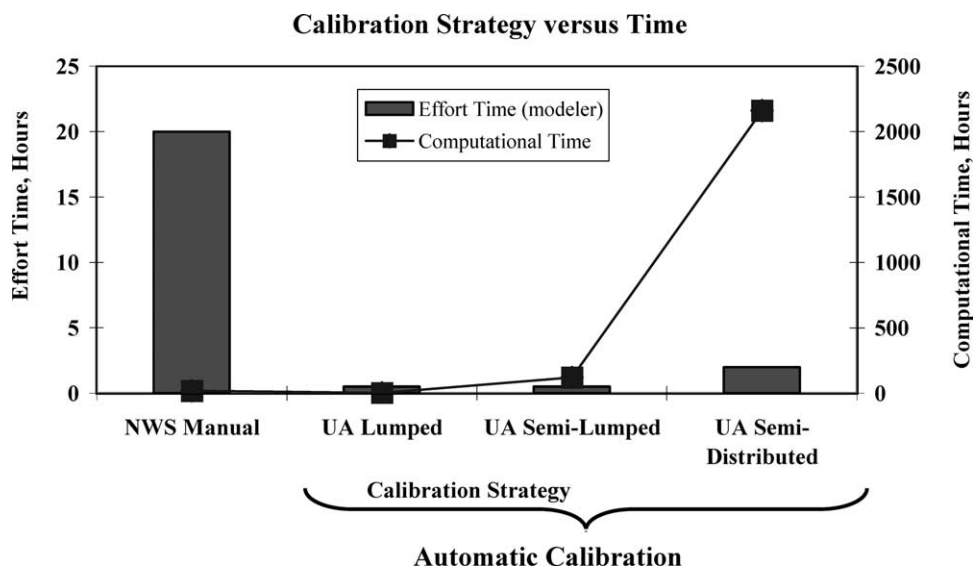 Calibration Strategy versus Time
25
20
15
10
5
0
Effort Time, Hours
Effort Time (modeler)
Computational Time
2500
2000
1500
1000
500
0
Computational Time, Hours
NWS Manual
UA Lumped
UA Semi-Lumped
UA Semi-
Distributed
Calibration Strategy
Automatic Calibration